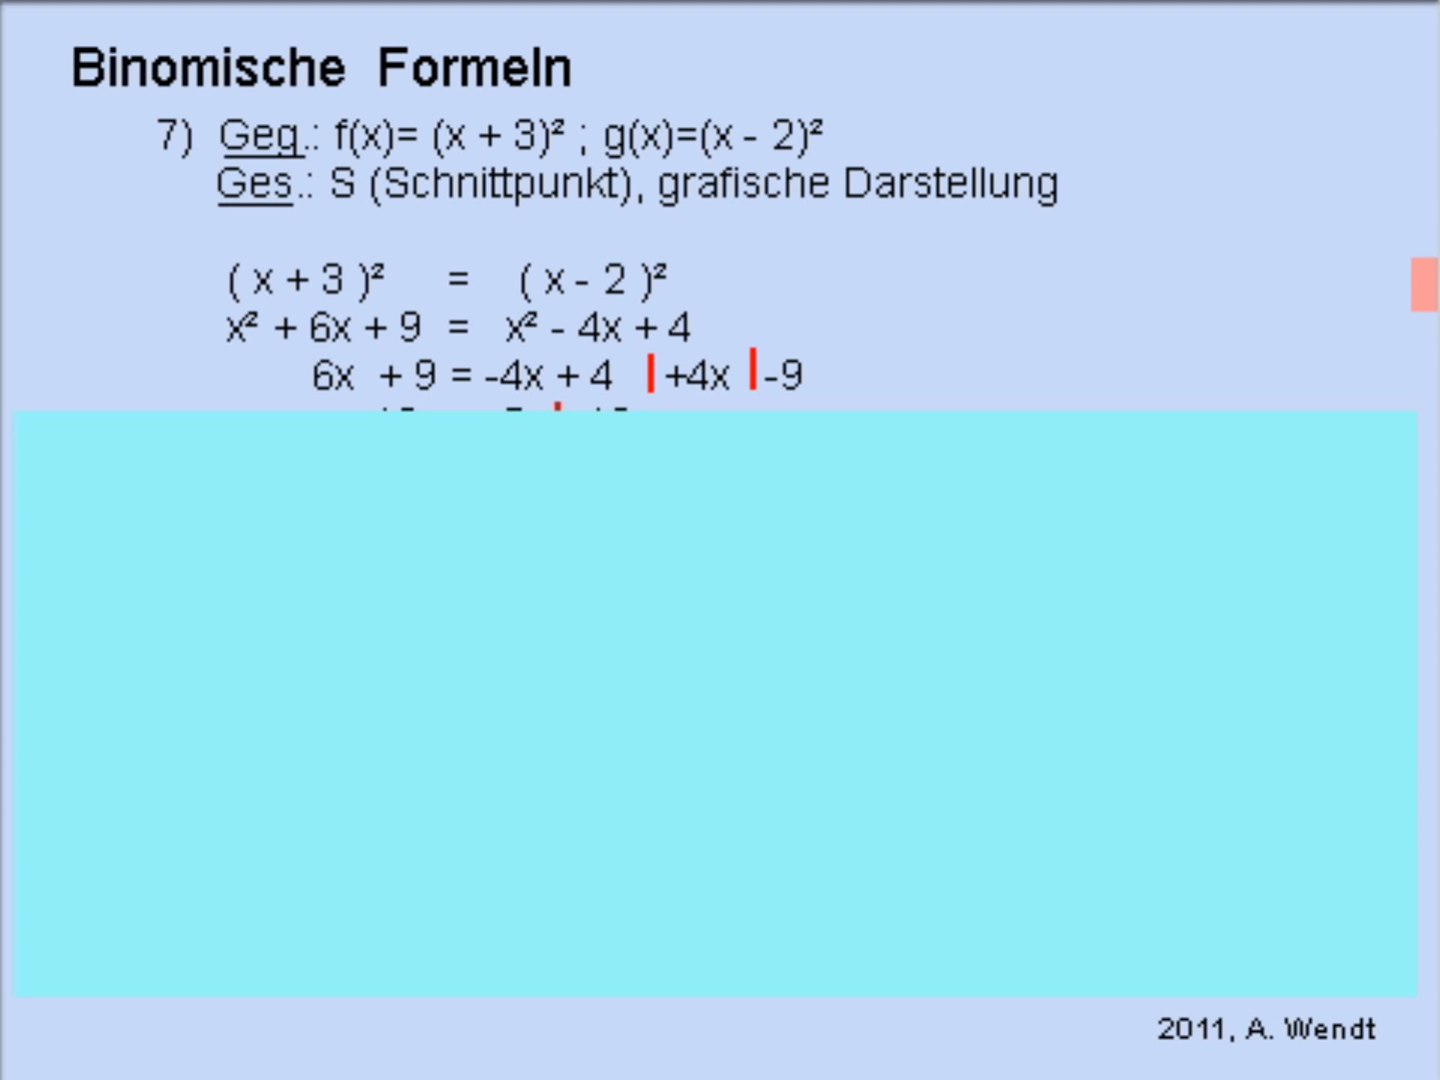 Binomische Formeln
7) Geg.: f(x)= (x + 3)² ; g(x)=(x - 2)²
Ges.: S (Schnittpunkt), grafische Darstellung
( x + 3 )² = ( x - 2 )²
x² + 6x + 9 = x² - 4x + 4
6x + 9 = -4x + 4 | +4x | -9
2011, A. Wendt